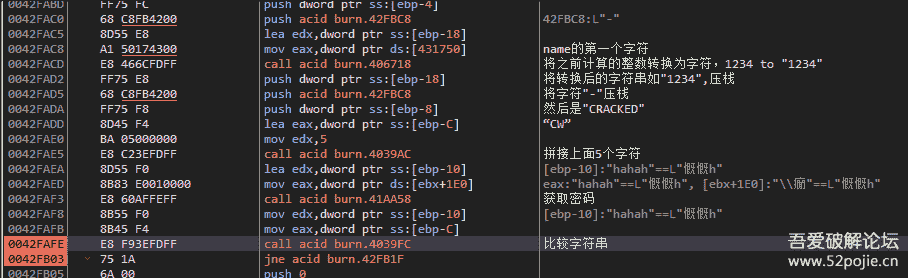 0042FABD FF75 FC push dword ptr ss:[ebp-4]
0042FAC0 68 C8FB4200 push acid burn.42FBC8 42FBC8:L"-"
0042FAC5 8D55 E8 lea edx,dword ptr ss:[ebp-18]
0042FAC8 A1 50174300 mov eax,dword ptr ds:[431750] name的第一个字符
0042FACD E8 466CFDFF call acid burn.406718 将之前计算的整数转换为字符，1234 to "1234"
0042FAD2 FF75 E8 push dword ptr ss:[ebp-18] 将转换后的字符串如"1234",压栈
0042FAD5 68 C8FB4200 push acid burn.42FBC8 将字符"-"压栈
0042FADA FF75 F8 push dword ptr ss:[ebp-8] 然后是"CRACKED"
0042FADD 8D45 F4 lea eax,dword ptr ss:[ebp-C] “CW”
0042FAE0 BA 05000000 mov edx,5
0042FAE5 E8 C23EFDFF call acid burn.4039AC 拼接上面5个字符
0042FAEA 8D55 F0 lea edx,dword ptr ss:[ebp-10] [ebp-10]:"hahah"==L"慨慨h"
0042FAED 8B83 E0010000 mov eax,dword ptr ds:[ebx+1E0] eax:"hahah"==L"慨慨h", [ebx+1E0]:"\\癤"==L"慨慨h"
0042FAF3 E8 60AFFEFF call acid burn.41AA58 获取密码
0042FAF8 8B55 F0 mov edx,dword ptr ss:[ebp-10] [ebp-10]:"hahah"==L"慨慨h"
0042FAFB 8B45 F4 mov eax,dword ptr ss:[ebp-C]
0042FAFE E8 F93EFDFF call acid burn.4039FC 比较字符串
0042FB03 75 1A jne acid burn.42FB1F
0042FB05 6A 00 push 0
吾爱破解论坛
www.52pojie.cn